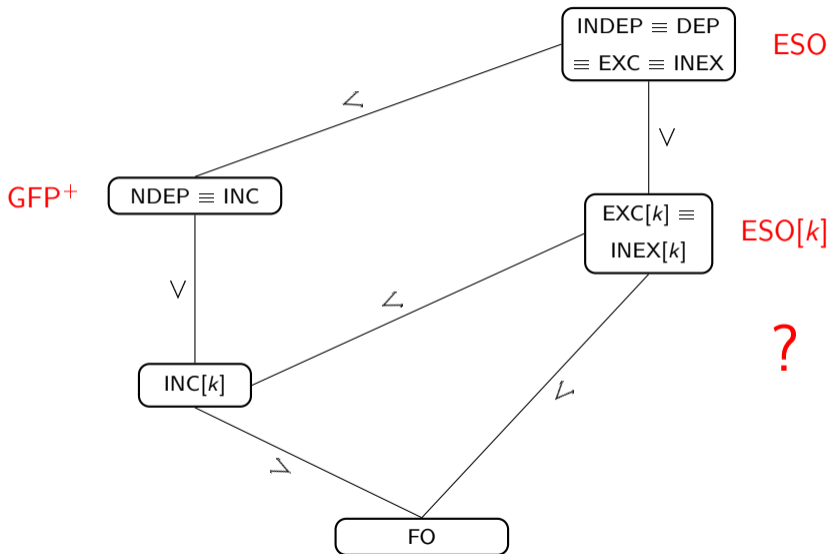 INDEP ≡ DEP
≡ EXC ≡ INEX
ESO
<
∨
GFP⁺
NDEP ≡ INC
EXC[k] ≡
INEX[k]
ESO[k]
∨
<
?
INC[k]
∨
∨
FO